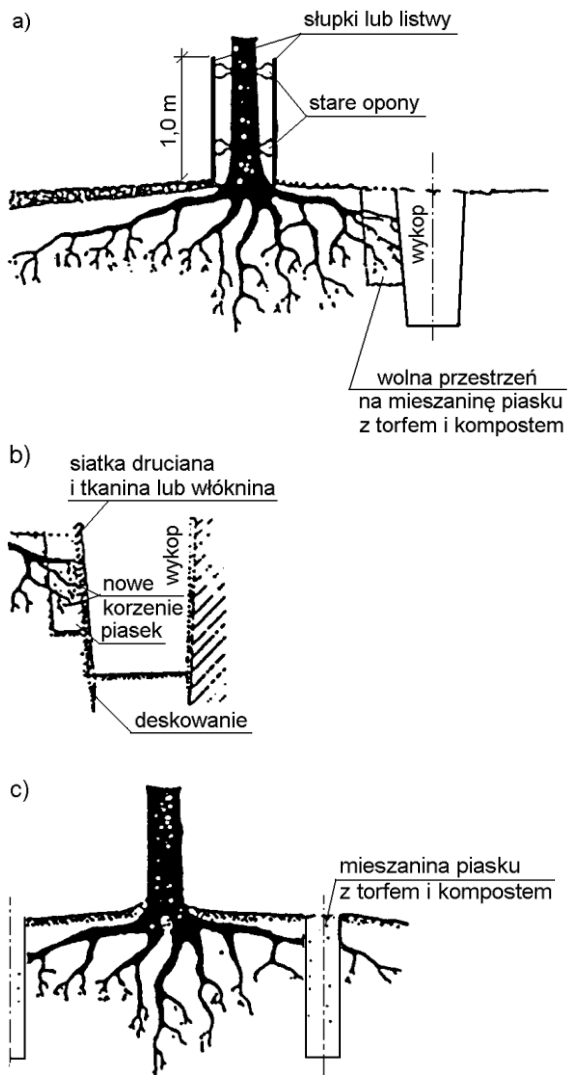 a)
słupki lub listwy
stare opony
1,0 m
wykop
wolna przestrzeń
na mieszaninę piasku
z torfem i kompostem
b)
siatka druciana
i tkanina lub włóknina
wykop
nowe
korzenie
piasek
deskowanie
c)
mieszanina piasku
z torfem i kompostem